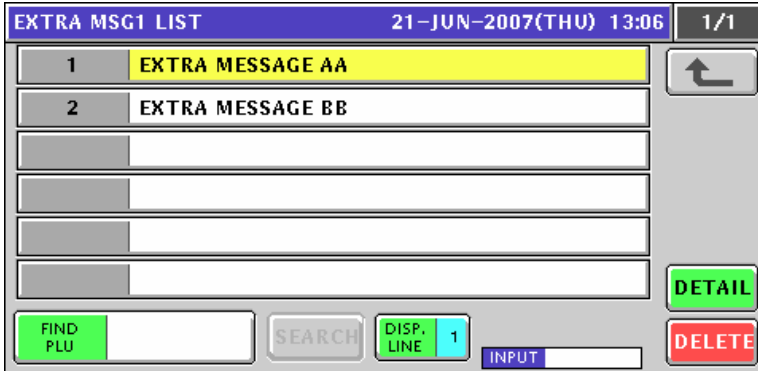 EXTRA MSG1 LIST 21-JUN-2007(THU) 13:06 1/1
1 EXTRA MESSAGE AA
2 EXTRA MESSAGE BB
DETAIL
FIND
PLU
SEARCH
DISP.
LINE
1
INPUT
DELETE